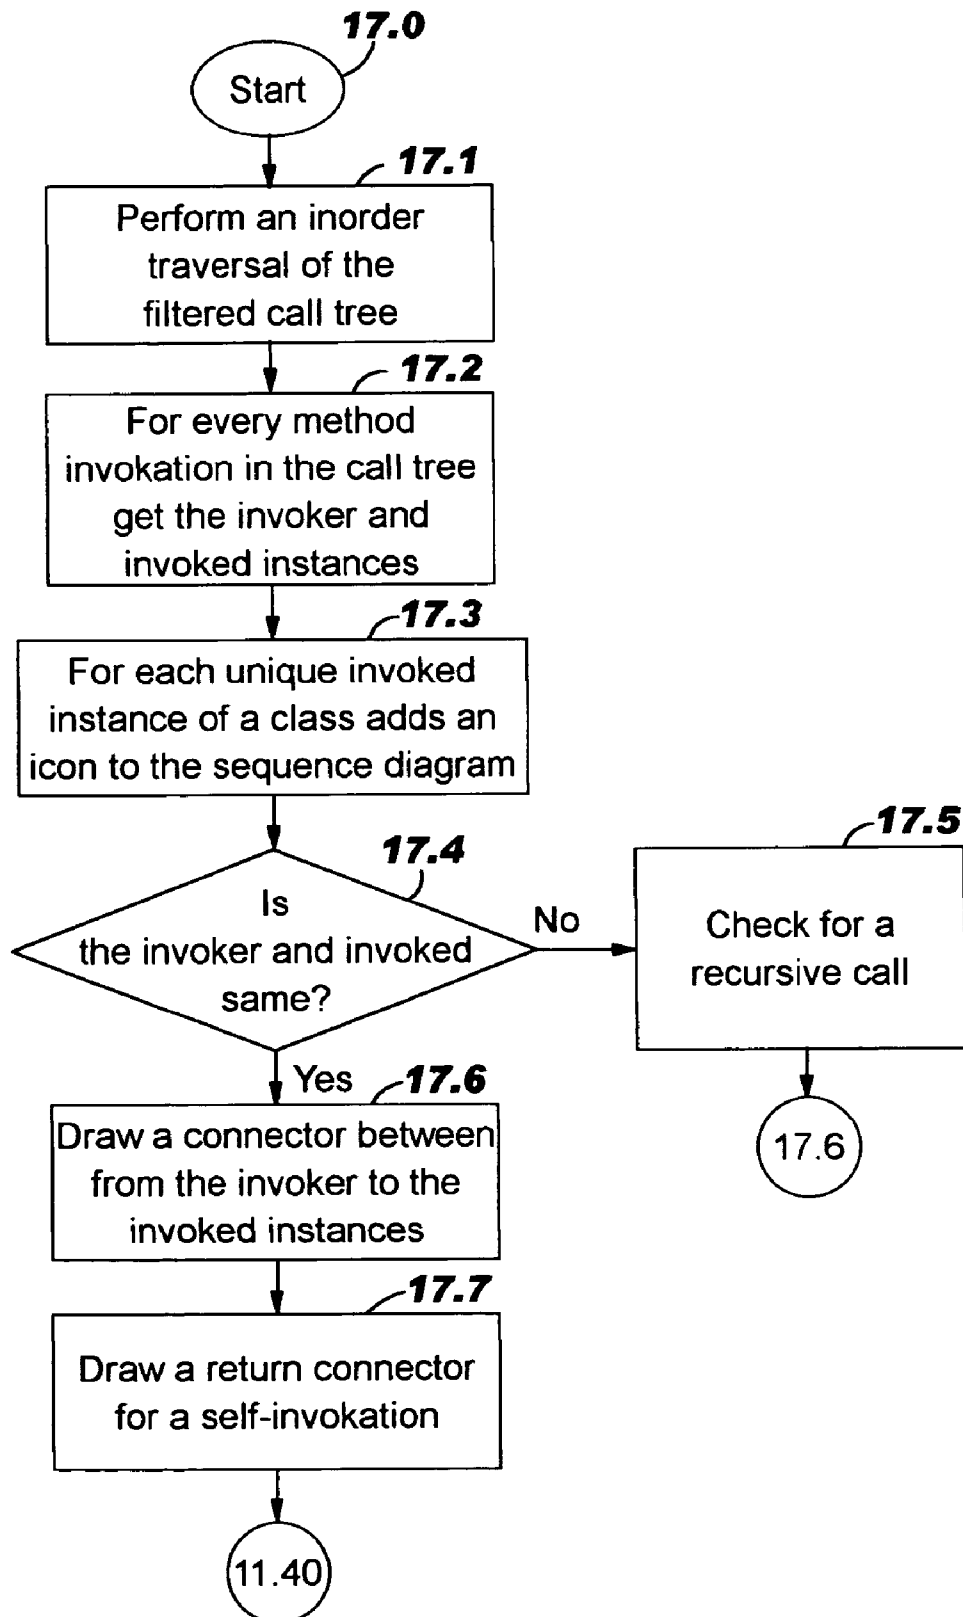 17.0
Start
17.1
Perform an inorder
traversal of the
filtered call tree
17.2
For every method
invokation in the call tree
get the invoker and
invoked instances
17.3
For each unique invoked
instance of a class adds an
icon to the sequence diagram
17.4
Is
the invoker and invoked
same?
No
17.5
Check for a
recursive call
17.6
Yes
17.6
Draw a connector between
from the invoker to the
invoked instances
17.7
Draw a return connector
for a self-invokation
11.40